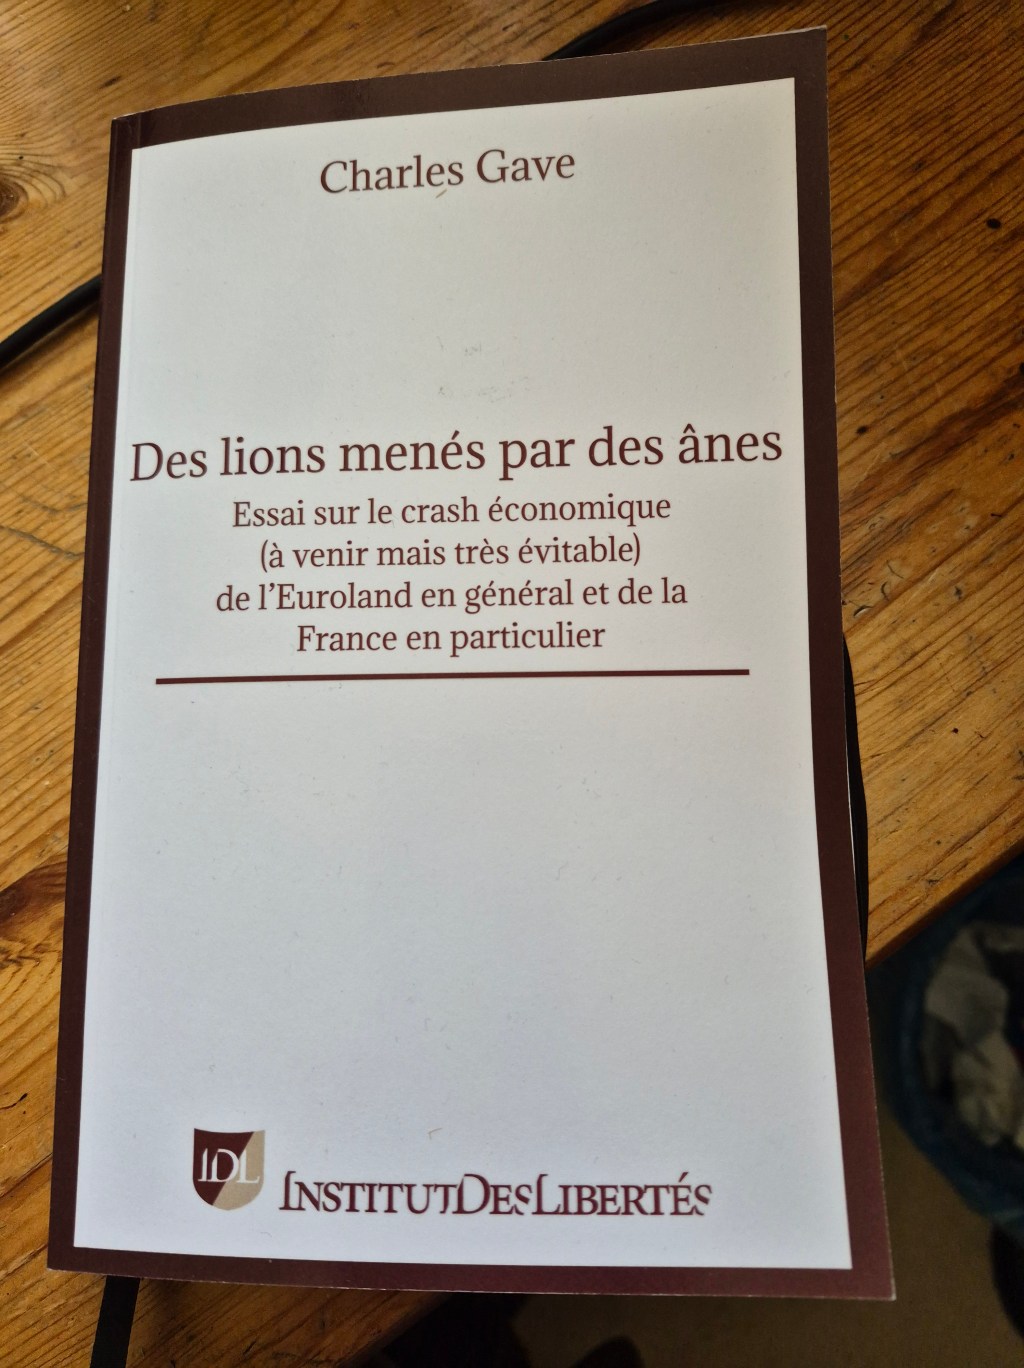 Charles Gave
Des lions menés par des ânes
Essai sur le crash économique
(à venir mais très évitable)
de l'Euroland en général et de la
France en particulier
IDL
INSTITUTDESLIBERTÉS